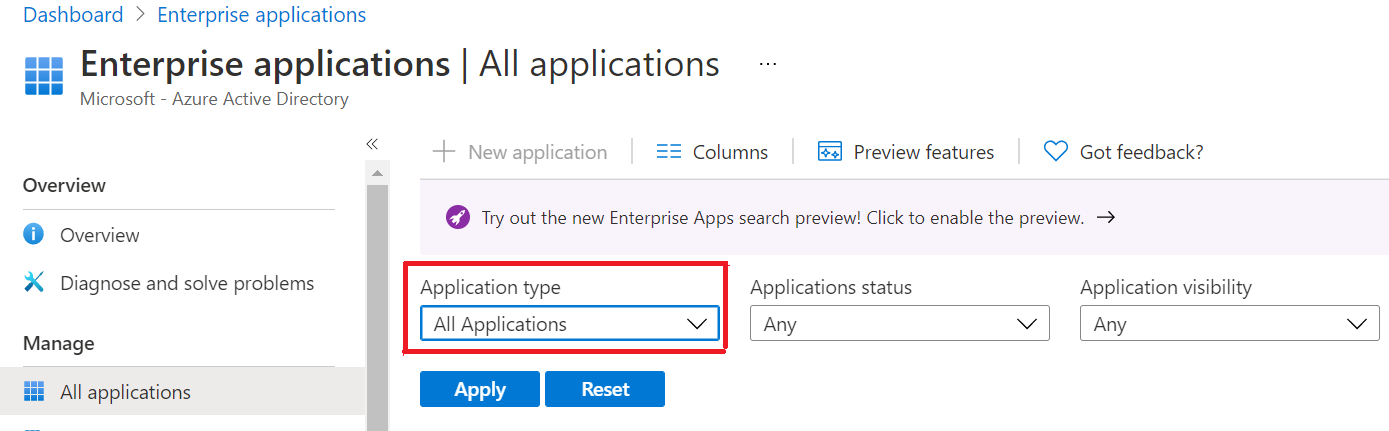 Dashboard > Enterprise applications
Enterprise applications | All applications ...
Microsoft - Azure Active Directory
Overview
Overview
Diagnose and solve problems
Manage
All applications
New application
Columns
Preview features
Got feedback?
Try out the new Enterprise Apps search preview! Click to enable the preview. →
Application type
All Applications
Applications status
Any
Application visibility
Any
Apply
Reset